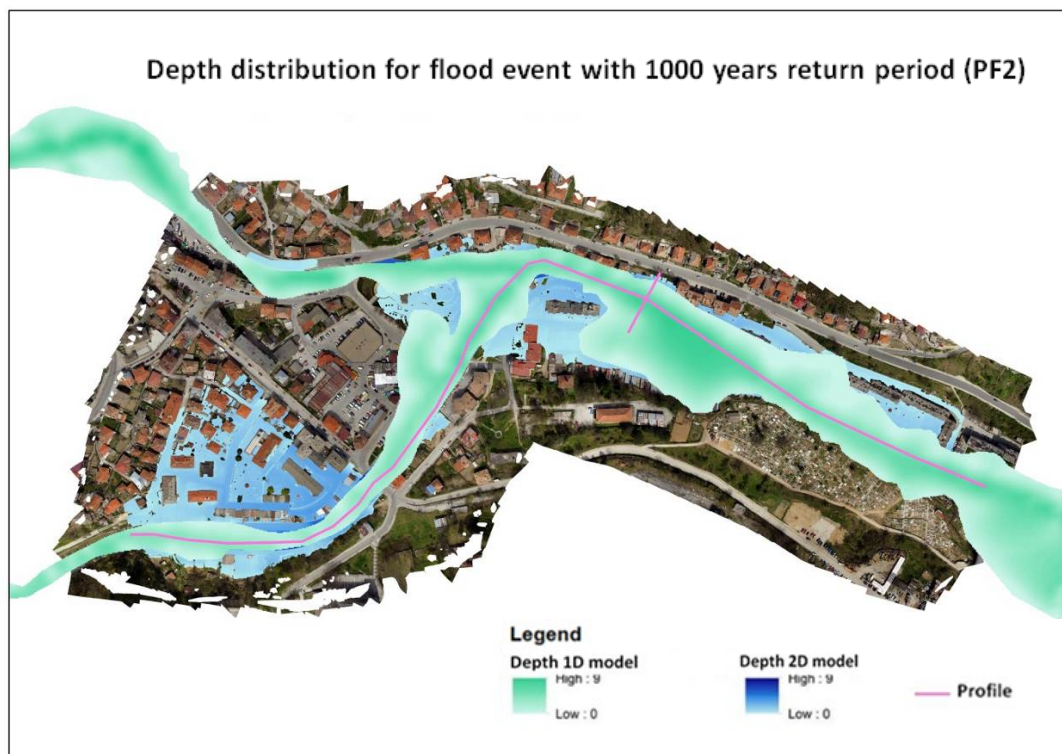 Depth distribution for flood event with 1000 years return period (PF2)
Legend
Depth 1D model
High : 9
Low : 0
Depth 2D model
High : 9
Low : 0
Profile